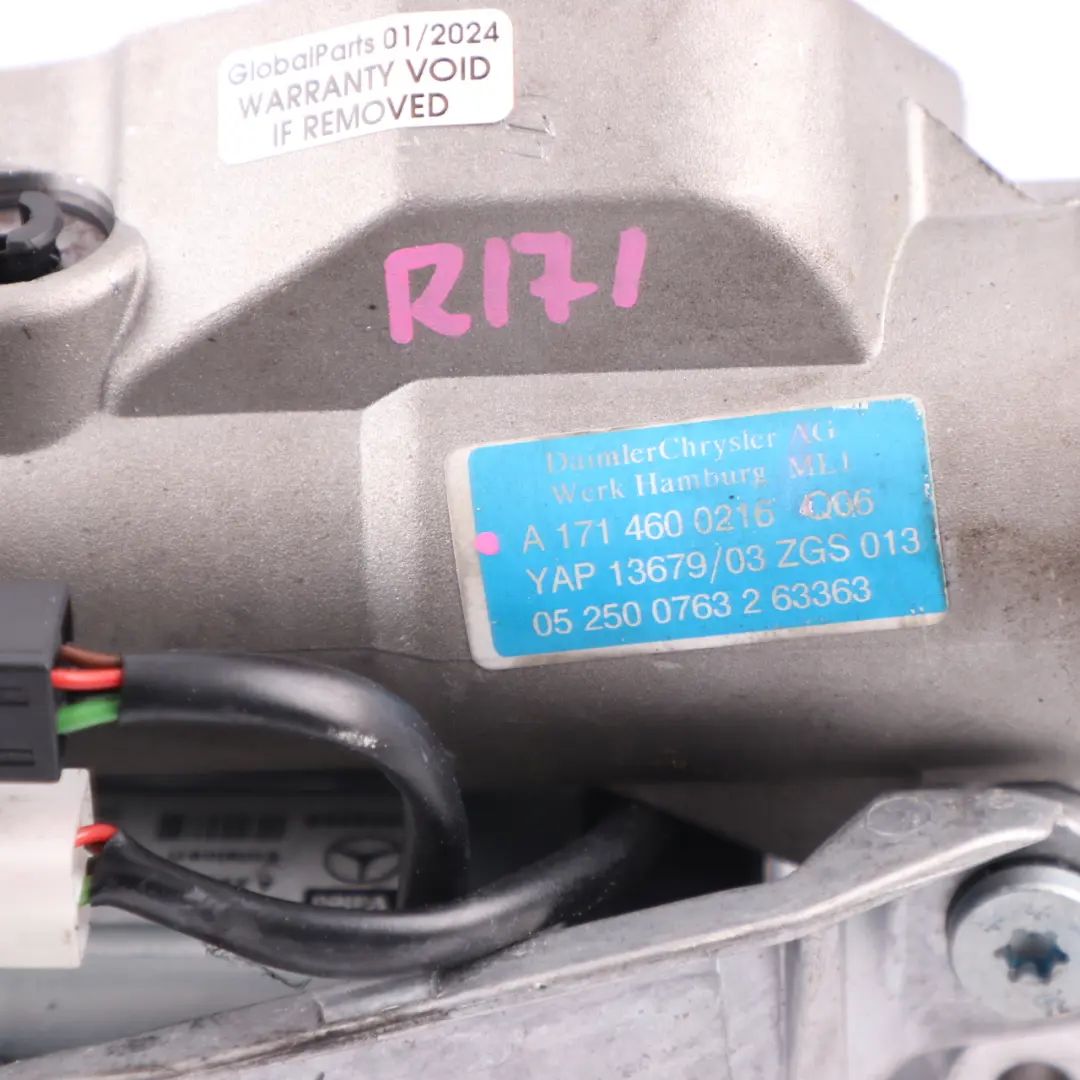 GlobalParts 01/2024
WARRANTY VOID
IF REMOVED
R171
DaimlerChrysler AG
Werk Hamburg ML1
A 171 460 0216 Q06
YAP 13679/03 ZGS 013
05 250 0763 2 63363
Valeo